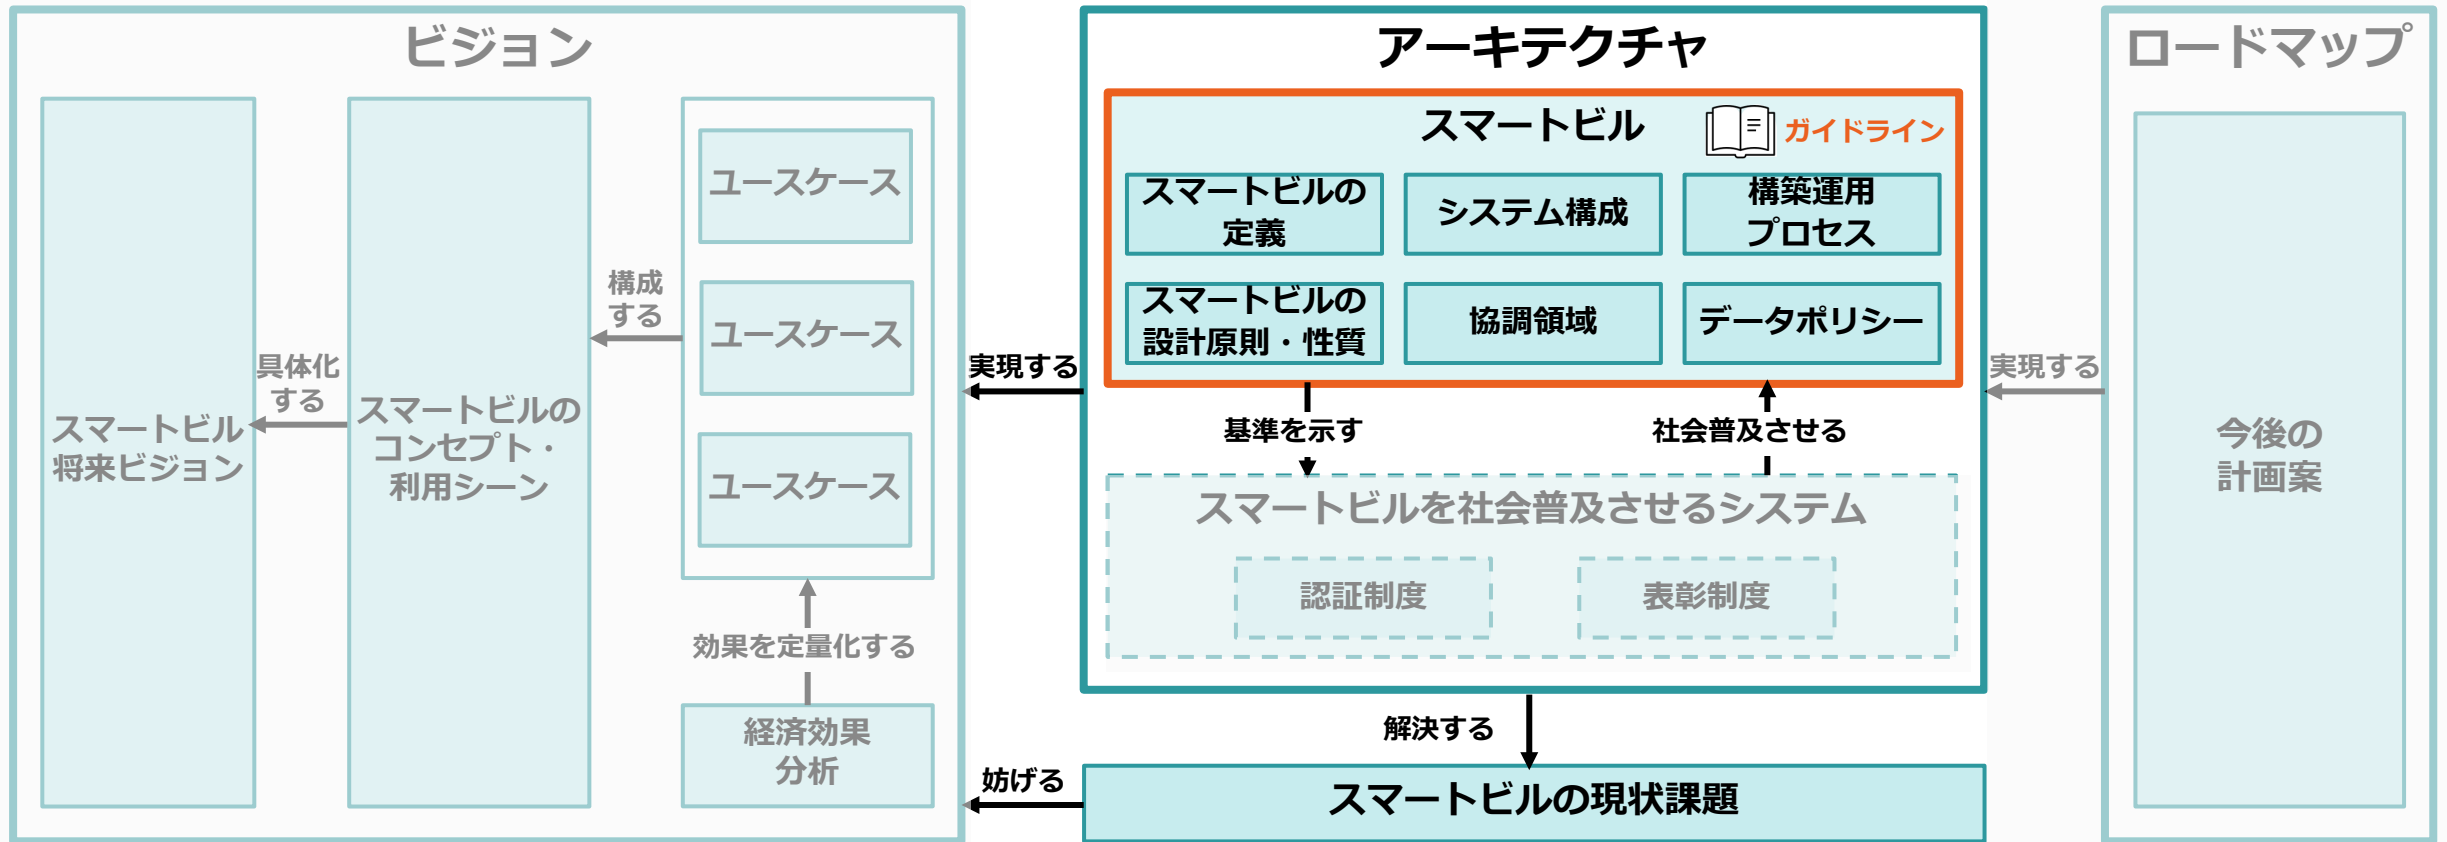 ビジョン
スマートビル
将来ビジョン
具体化
する
スマートビルの
コンセプト・
利用シーン
構成
する
ユースケース
ユースケース
ユースケース
効果を定量化する
経済効果
分析
実現する
妨げる
アーキテクチャ
スマートビル
ガイドライン
スマートビルの
定義
システム構成
構築運用
プロセス
スマートビルの
設計原則・性質
協調領域
データポリシー
基準を示す
社会普及させる
スマートビルを社会普及させるシステム
認証制度
表彰制度
解決する
スマートビルの現状課題
実現する
ロードマップ
今後の
計画案